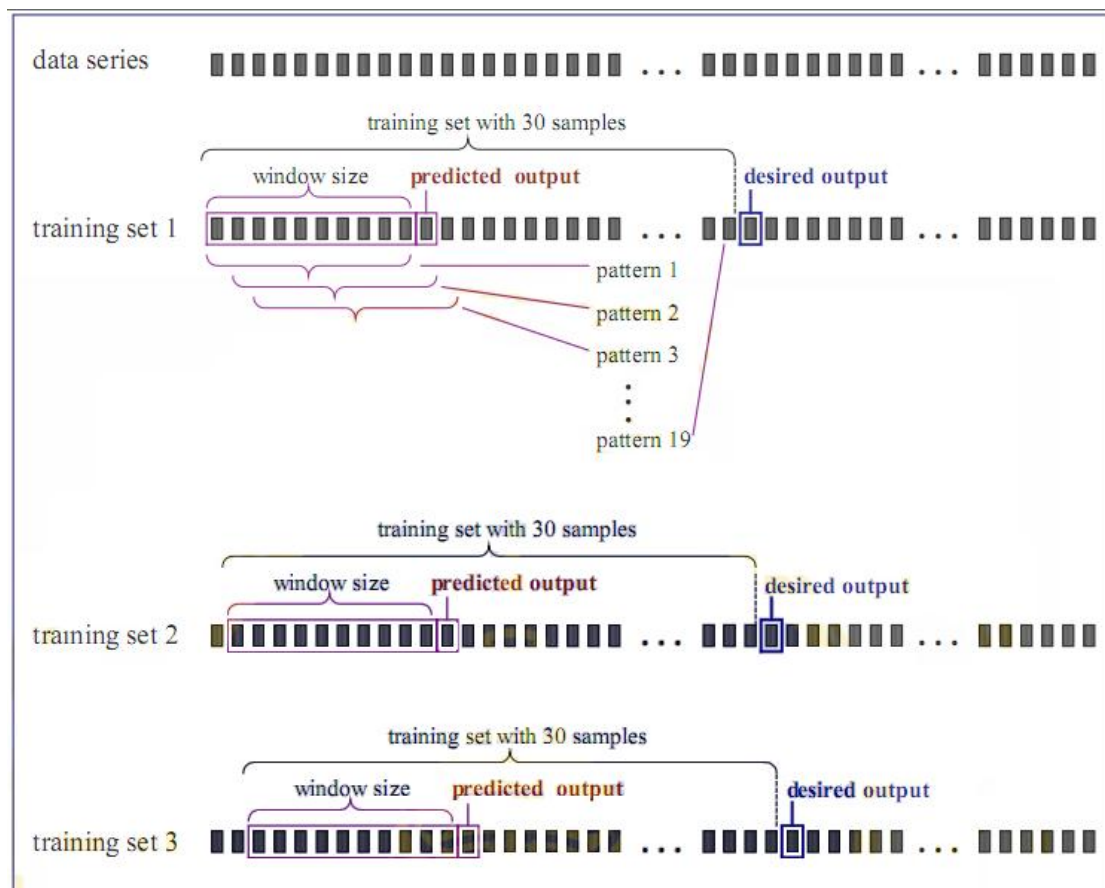 data series
...
...
training set with 30 samples
window size
predicted output
desired output
training set 1
...
...
pattern 1
pattern 2
pattern 3
pattern 19
training set with 30 samples
window size
predicted output
desired output
training set 2
...
...
training set with 30 samples
window size
predicted output
desired output
training set 3
...
...